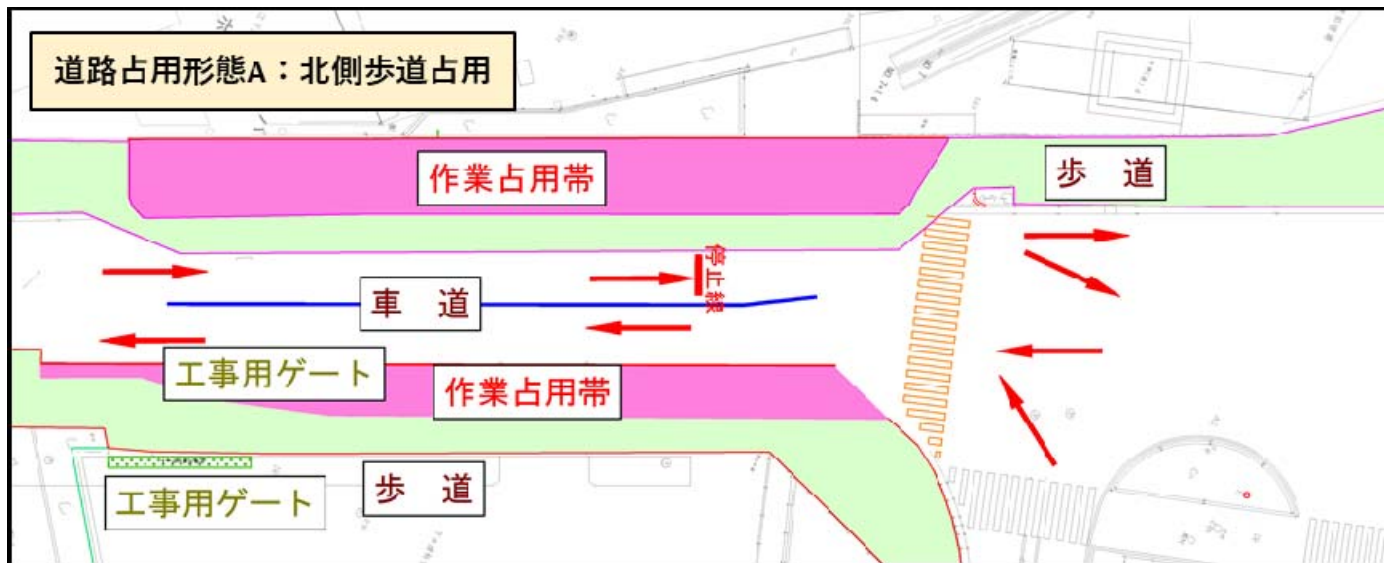 道路占用形態A：北側歩道占用
作業占用帯
歩　道
停止線
車　道
工事用ゲート
作業占用帯
歩　道
工事用ゲート